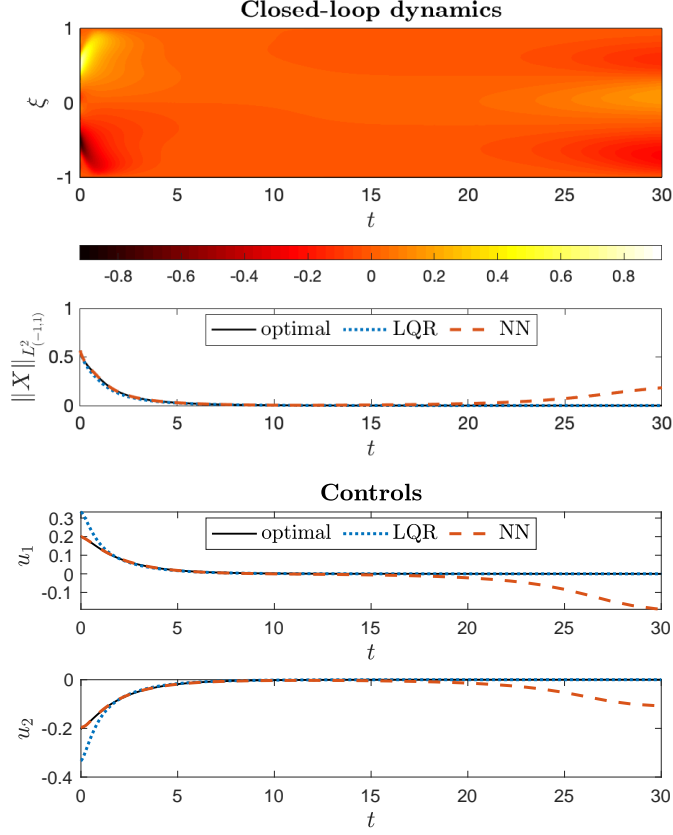 Closed-loop dynamics
1
0
-1
ξ
0 5 10 15 20 25 30
t
-0.8 -0.6 -0.4 -0.2 0 0.2 0.4 0.6 0.8
1
0.5
0
||X||_{L^2_{(-1,1)}}
optimal LQR NN
0 5 10 15 20 25 30
t
Controls
0.3
0.2
0.1
0
-0.1
u_1
optimal LQR NN
0 5 10 15 20 25 30
t
0
-0.2
-0.4
u_2
0 5 10 15 20 25 30
t